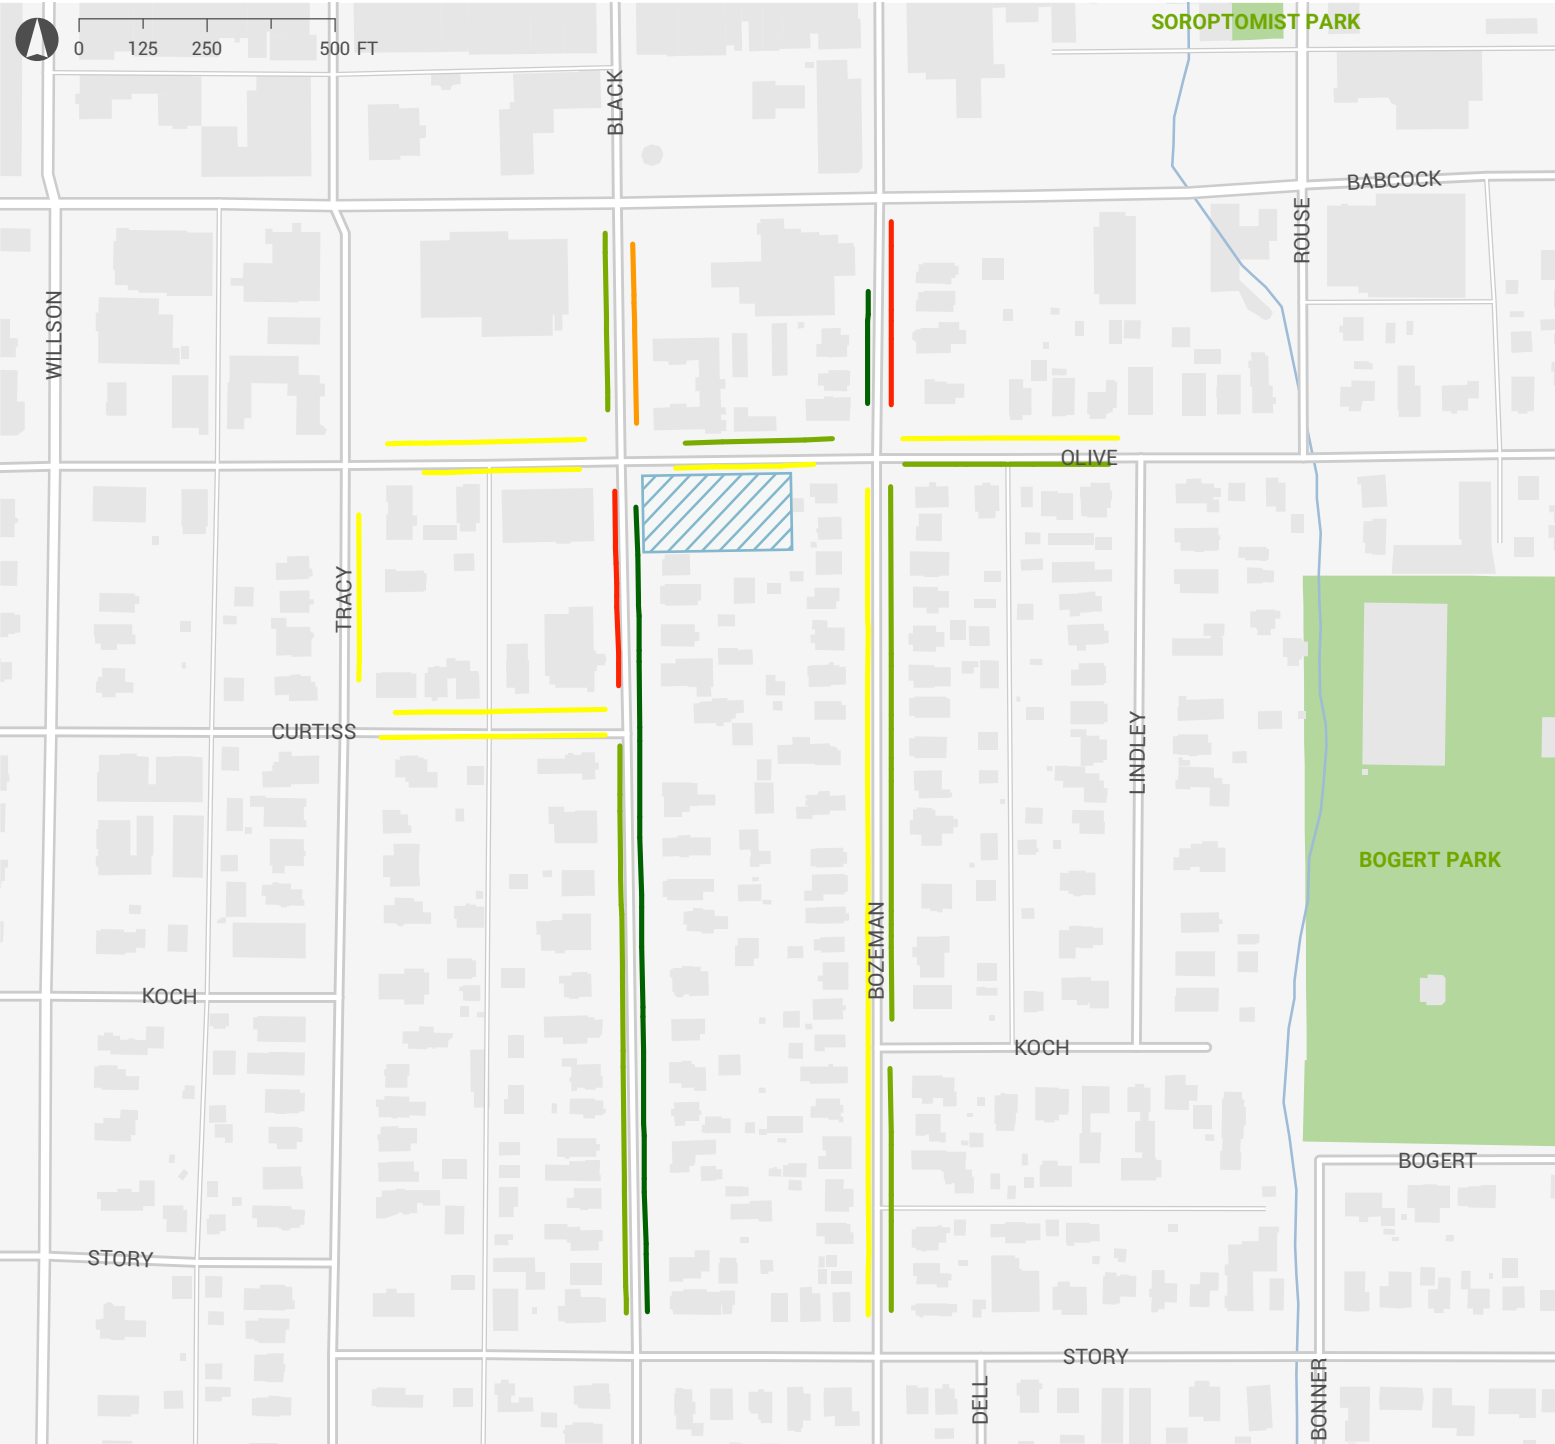 SOROPTOMIST PARK
0 125 250 500 FT
BLACK
BABCOCK
ROUSE
WILLSON
OLIVE
TRACY
CURTISS
LINDLEY
BOGERT PARK
BOZEMAN
KOCH
KOCH
BOGERT
STORY
STORY
DELL
BONNER